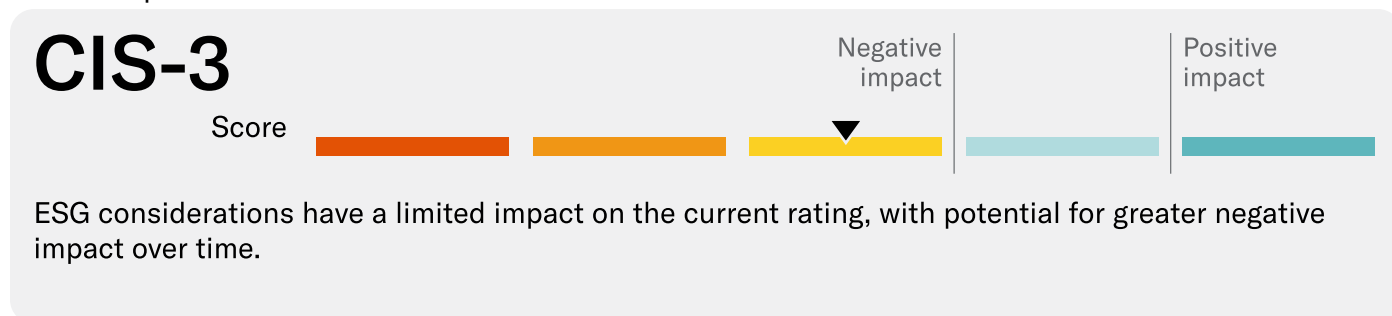 CIS-3
Negative
impact
Positive
impact
Score
ESG considerations have a limited impact on the current rating, with potential for greater negative
impact over time.